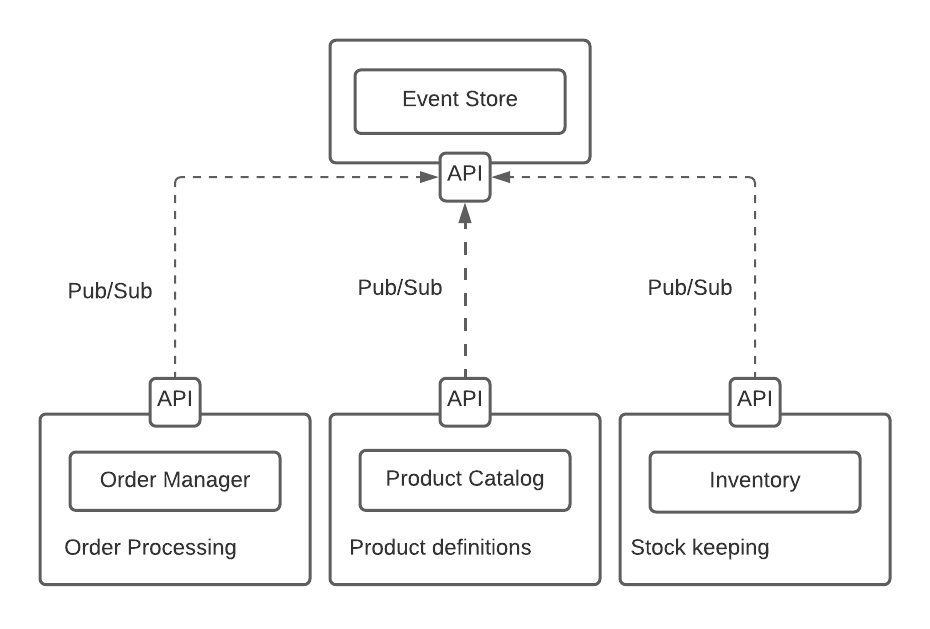 Event Store
API
Pub/Sub
Pub/Sub
Pub/Sub
API
API
API
Order Manager
Product Catalog
Inventory
Order Processing
Product definitions
Stock keeping